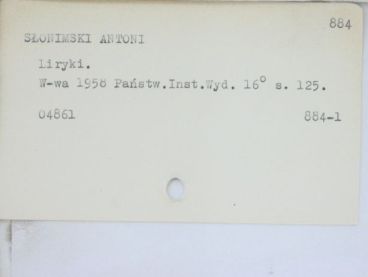 884
SŁONIMSKI ANTONI
Liryki.
W-wa 1958 Państw.Inst.Wyd. 16° s. 125.
04861 884-1